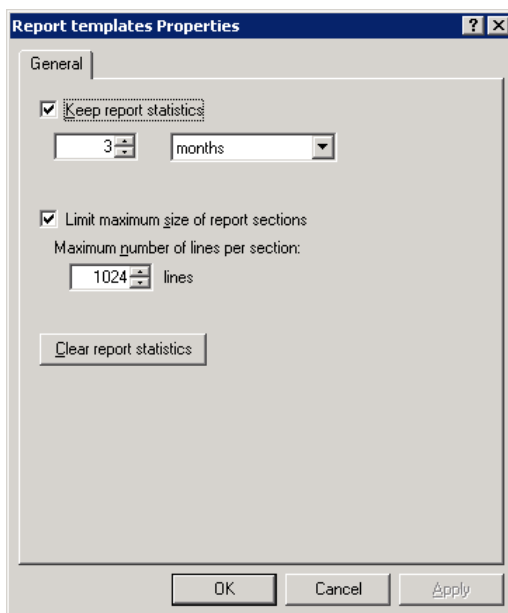 Report templates Properties
General
Keep report statistics
3 months
Limit maximum size of report sections
Maximum number of lines per section:
1024 lines
Clear report statistics
OK Cancel Apply